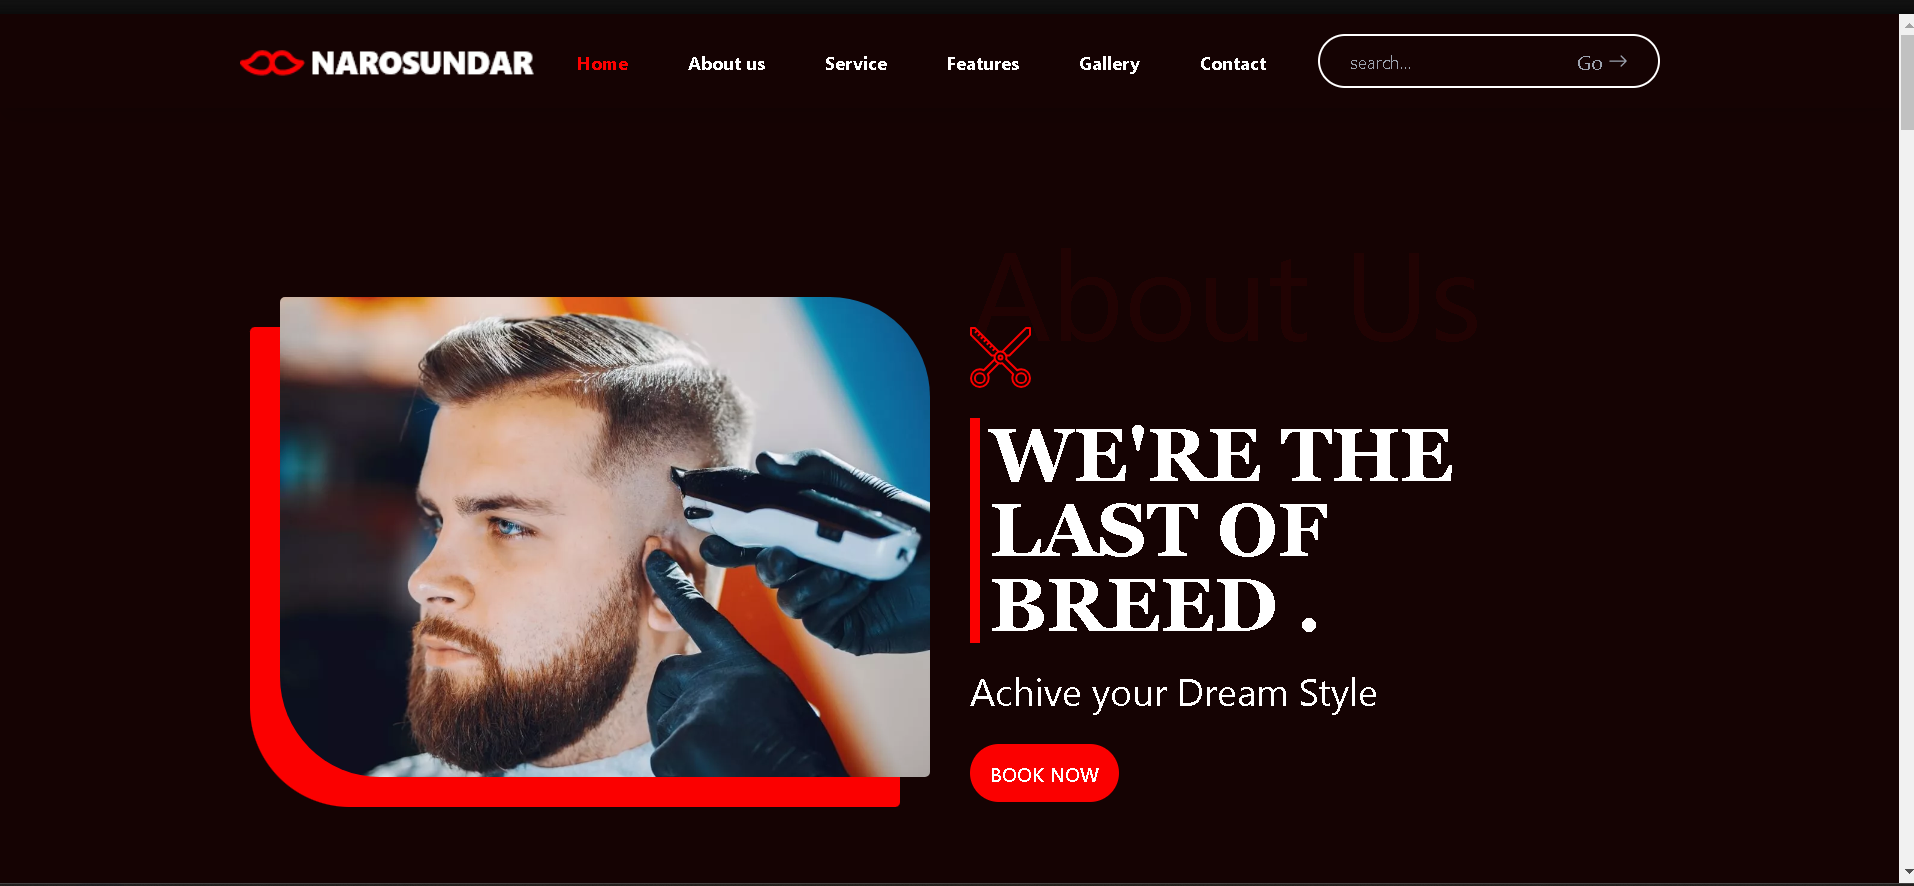 NAROSUNDAR
Home About us Service Features Gallery Contact search... Go
About Us
WE'RE THE
LAST OF
BREED .
Achive your Dream Style
BOOK NOW